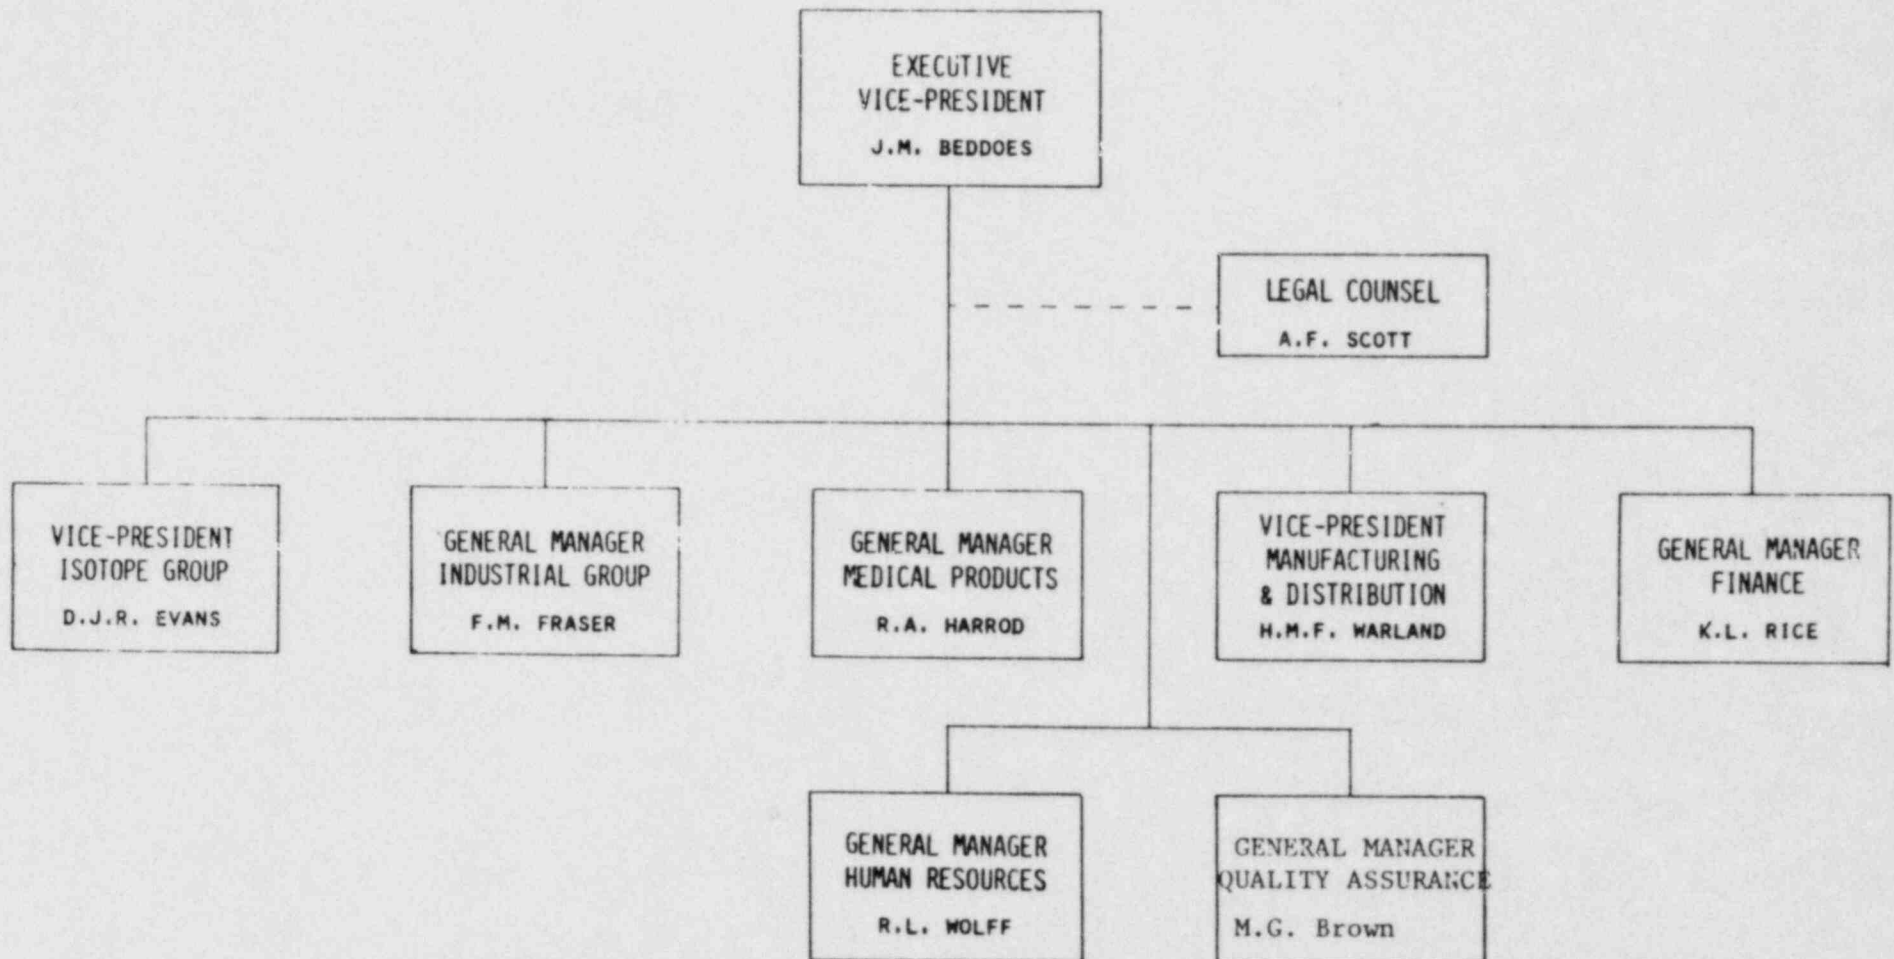 EXECUTIVE
VICE-PRESIDENT
J.M. BEDDOES
LEGAL COUNSEL
A.F. SCOTT
VICE-PRESIDENT
ISOTOPE GROUP
D.J.R. EVANS
GENERAL MANAGER
INDUSTRIAL GROUP
F.M. FRASER
GENERAL MANAGER
MEDICAL PRODUCTS
R.A. HARROD
VICE-PRESIDENT
MANUFACTURING
& DISTRIBUTION
H.M.F. WARLAND
GENERAL MANAGER
FINANCE
K.L. RICE
GENERAL MANAGER
HUMAN RESOURCES
R.L. WOLFF
GENERAL MANAGER
QUALITY ASSURANCE
M.G. Brown